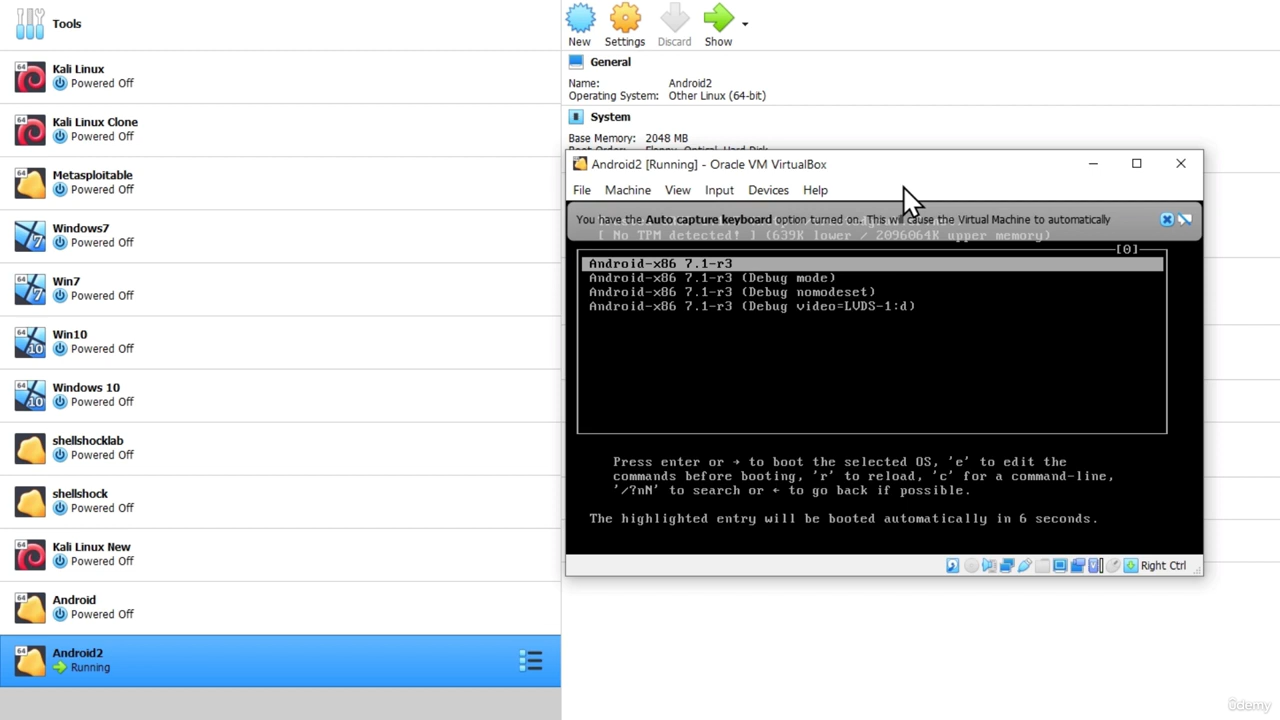 Tools
Kali Linux
Powered Off
Kali Linux Clone
Powered Off
Metasploitable
Powered Off
Windows7
Powered Off
Win7
Powered Off
Win10
Powered Off
Windows 10
Powered Off
shellshocklab
Powered Off
shellshock
Powered Off
Kali Linux New
Powered Off
Android
Powered Off
Android2
Running
New Settings Discard Show
General
Name: Android2
Operating System: Other Linux (64-bit)
System
Base Memory: 2048 MB
Boot Order: Floppy, Optical, Hard Disk
Android2 [Running] - Oracle VM VirtualBox
File Machine View Input Devices Help
You have the Auto capture keyboard option turned on. This will cause the Virtual Machine to automatically
[ No TPM detected! ] (639K lower / 2096064K upper memory)
[0]
Android-x86 7.1-r3
Android-x86 7.1-r3 (Debug mode)
Android-x86 7.1-r3 (Debug nomodeset)
Android-x86 7.1-r3 (Debug video=LVDS-1:d)
Press enter or → to boot the selected OS, 'e' to edit the
commands before booting, 'r' to reload, 'c' for a command-line,
'/?nN' to search or ← to go back if possible.
The highlighted entry will be booted automatically in 6 seconds.
Right Ctrl
ûdemy